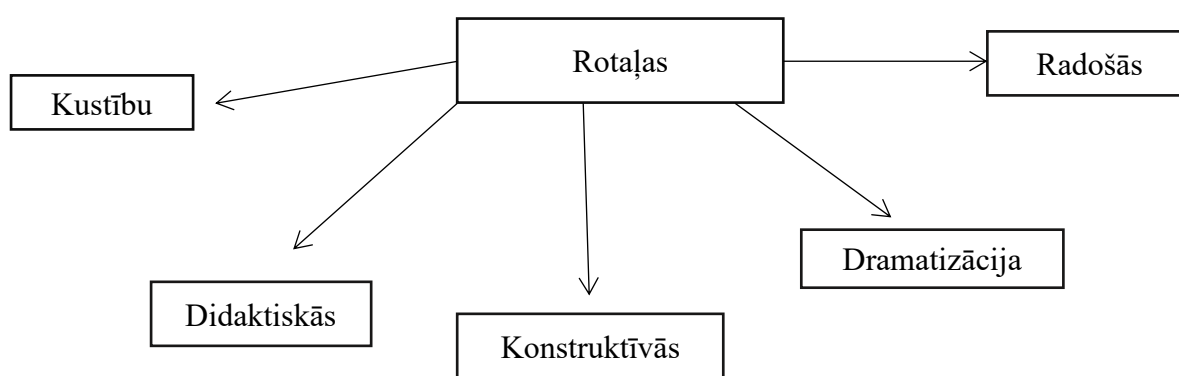 Rotaļas
Radošās
Kustību
Dramatizācija
Didaktiskās
Konstruktīvās